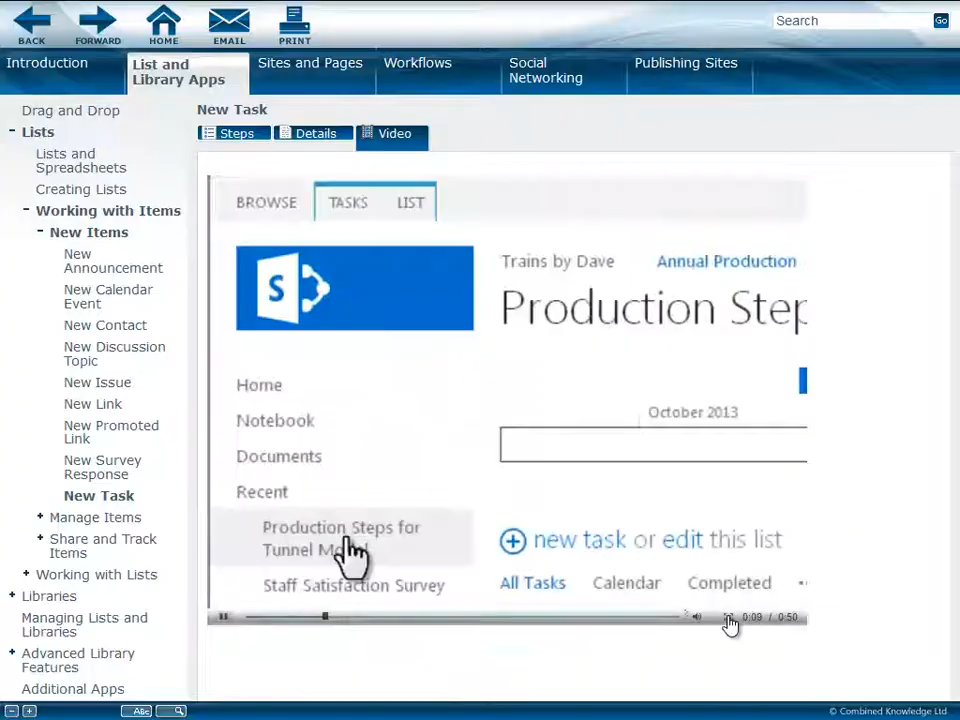 BACK
FORWARD
HOME
EMAIL
PRINT
Search
Go
Introduction
List and
Library Apps
Sites and Pages
Workflows
Social
Networking
Publishing Sites
Drag and Drop
Lists
Lists and
Spreadsheets
Creating Lists
Working with Items
New Items
New
Announcement
New Calendar
Event
New Contact
New Discussion
Topic
New Issue
New Link
New Promoted
Link
New Survey
Response
New Task
Manage Items
Share and Track
Items
Working with Lists
Libraries
Managing Lists and
Libraries
Advanced Library
Features
Additional Apps
New Task
Steps
Details
Video
BROWSE
TASKS
LIST
S
Trains by Dave
Annual Production
Production Step
Home
Notebook
Documents
Recent
Production Steps for
Tunnel
Staff Satisfaction Survey
October 2013
new task or edit this list
All Tasks
Calendar
Completed
0:09 / 0:50
ABc
© Combined Knowledge Ltd